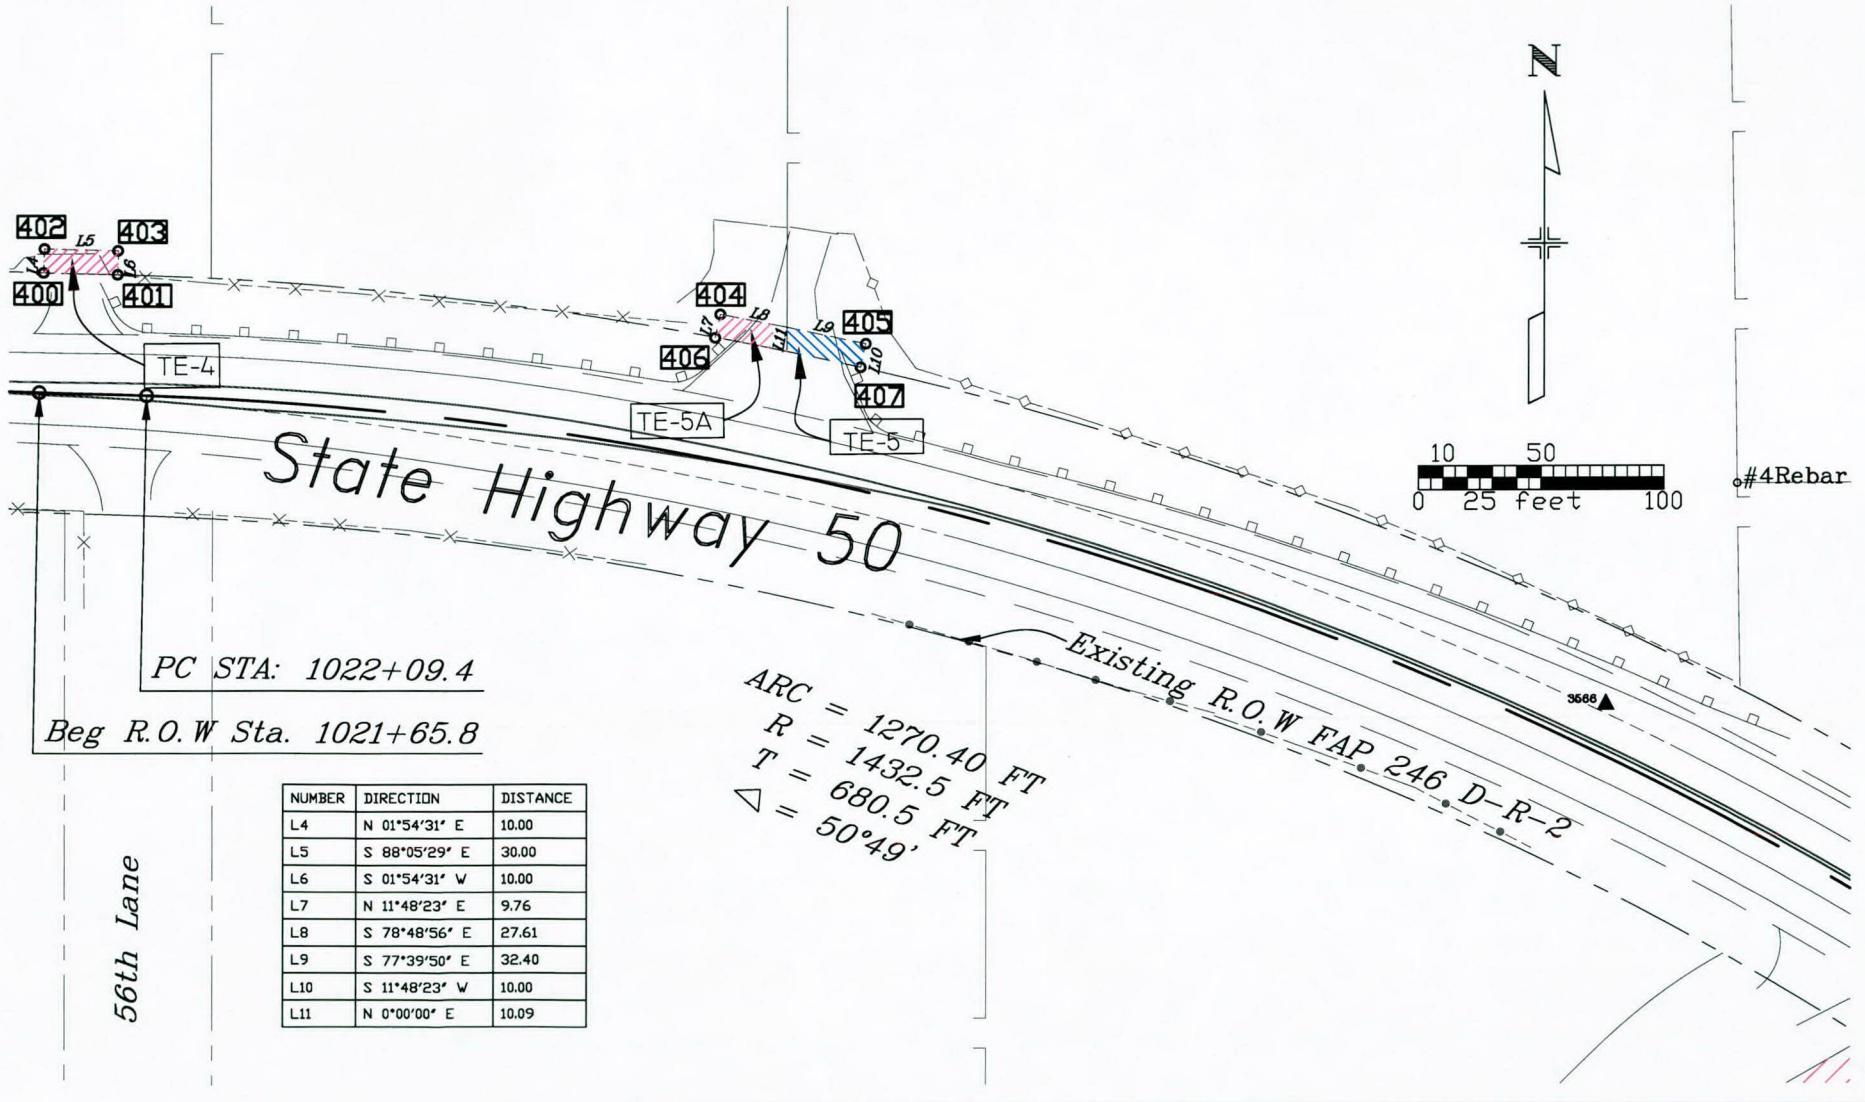 N
402
L5
403
L4
L6
400
401
404
L8
L7
L11
L9
405
L10
406
407
TE-4
TE-5A
TE-5
10 50
0 25 feet 100
#4Rebar
State Highway 50
PC STA: 1022+09.4
Beg R.O.W Sta. 1021+65.8
Existing R.O.W FAP 246 D-R-2
3566
ARC = 1270.40 FT
R = 1432.5 FT
T = 680.5 FT
△ = 50°49'
56th Lane
NUMBER DIRECTION DISTANCE
L4 N 01°54'31" E 10.00
L5 S 88°05'29" E 30.00
L6 S 01°54'31" W 10.00
L7 N 11°48'23" E 9.76
L8 S 78°48'56" E 27.61
L9 S 77°39'50" E 32.40
L10 S 11°48'23" W 10.00
L11 N 0°00'00" E 10.09